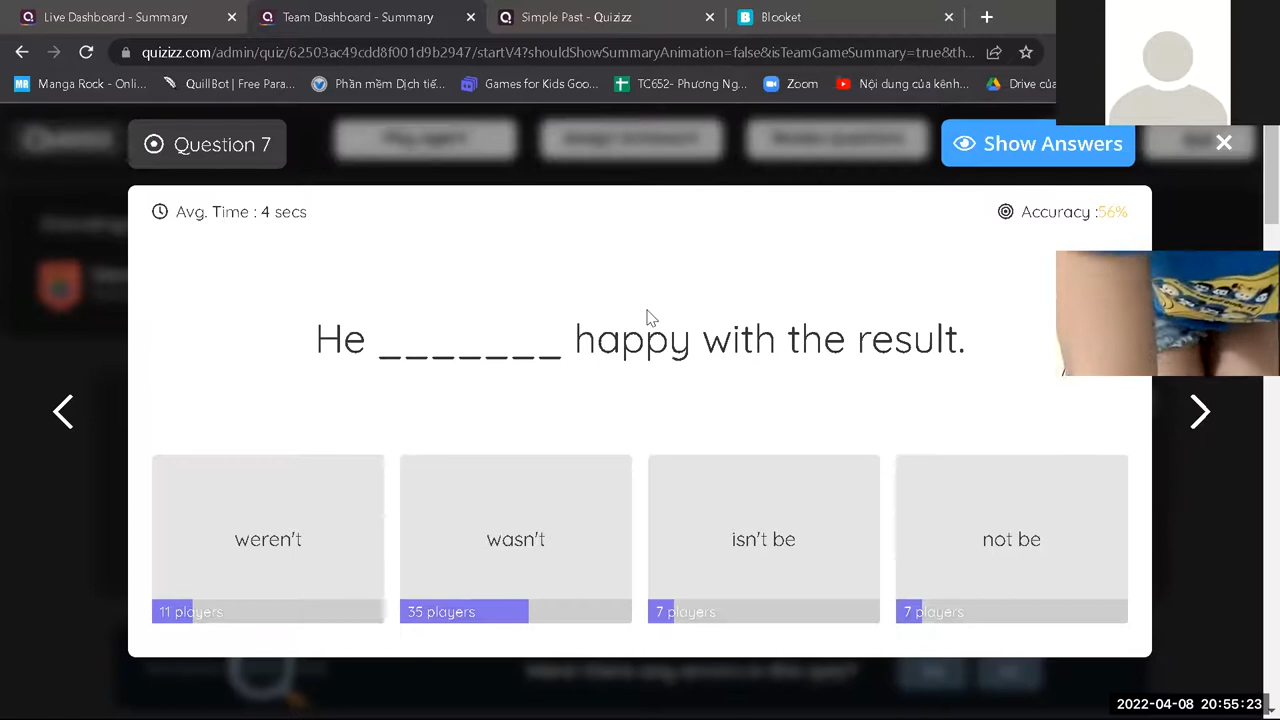 Live Dashboard - Summary
Team Dashboard - Summary
Simple Past - Quizizz
Blooket
quizizz.com/admin/quiz/62503ac49cdd8f001d9b2947/startV4?shouldShowSummaryAnimation=false&isTeamGameSummary=true&th...
Manga Rock - Onli...
QuillBot | Free Para...
Phần mềm Dịch tiế...
Games for Kids Goo...
TC652- Phương Ng...
Zoom
Nội dung của kênh...
Drive của
Question 7
Show Answers
Avg. Time : 4 secs
Accuracy :56%
He _______ happy with the result.
weren't
wasn't
isn't be
not be
11 players
35 players
7 players
7 players
2022-04-08 20:55:23